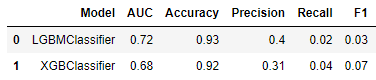 Model AUC Accuracy Precision Recall F1
0 LGBMClassifier 0.72 0.93 0.4 0.02 0.03
1 XGBClassifier 0.68 0.92 0.31 0.04 0.07